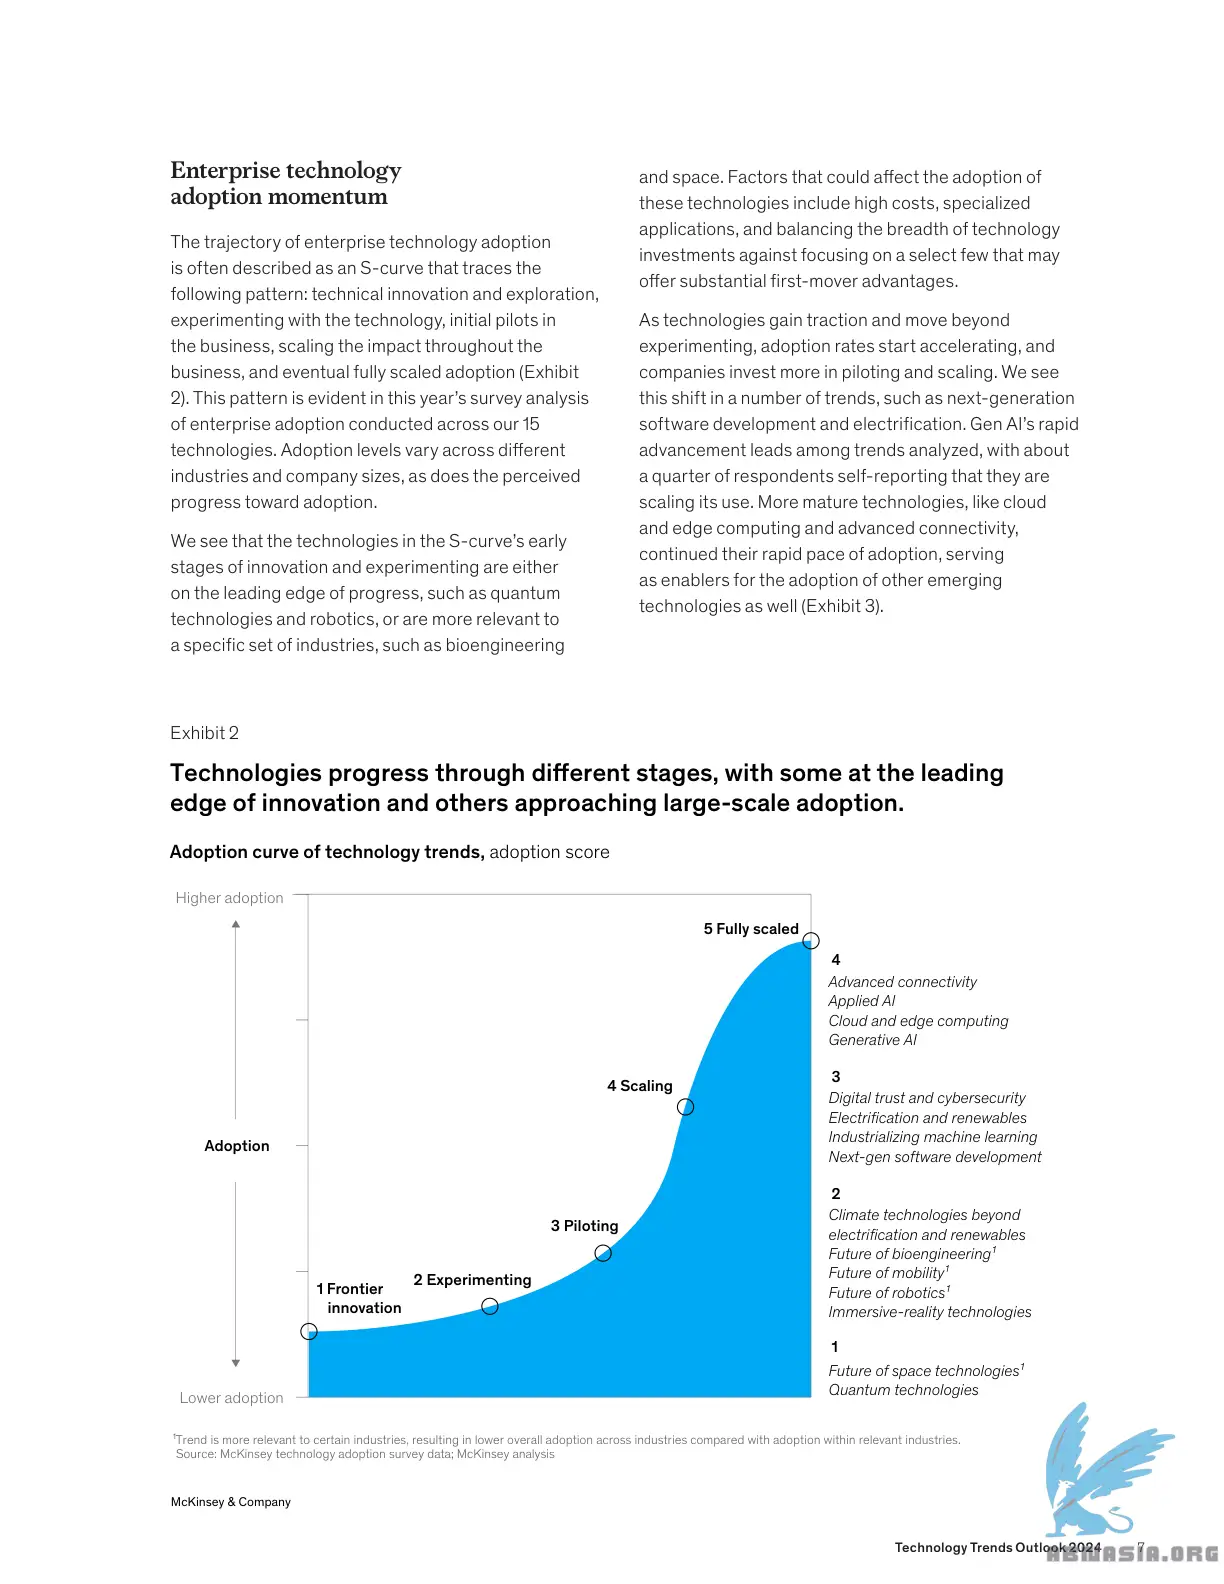 Enterprise technology
adoption momentum
The trajectory of enterprise technology adoption
is often described as an S-curve that traces the
following pattern: technical innovation and exploration,
experimenting with the technology, initial pilots in
the business, scaling the impact throughout the
business, and eventual fully scaled adoption (Exhibit
2). This pattern is evident in this year’s survey analysis
of enterprise adoption conducted across our 15
technologies. Adoption levels vary across different
industries and company sizes, as does the perceived
progress toward adoption.
We see that the technologies in the S-curve’s early
stages of innovation and experimenting are either
on the leading edge of progress, such as quantum
technologies and robotics, or are more relevant to
a specific set of industries, such as bioengineering
and space. Factors that could affect the adoption of
these technologies include high costs, specialized
applications, and balancing the breadth of technology
investments against focusing on a select few that may
offer substantial first-mover advantages.
As technologies gain traction and move beyond
experimenting, adoption rates start accelerating, and
companies invest more in piloting and scaling. We see
this shift in a number of trends, such as next-generation
software development and electrification. Gen AI’s rapid
advancement leads among trends analyzed, with about
a quarter of respondents self-reporting that they are
scaling its use. More mature technologies, like cloud
and edge computing and advanced connectivity,
continued their rapid pace of adoption, serving
as enablers for the adoption of other emerging
technologies as well (Exhibit 3).
Exhibit 2
Technologies progress through different stages, with some at the leading
edge of innovation and others approaching large-scale adoption.
Adoption curve of technology trends, adoption score
Higher adoption
Adoption
Lower adoption
5 Fully scaled
4 Scaling
3 Piloting
2 Experimenting
1 Frontier
innovation
4
Advanced connectivity
Applied AI
Cloud and edge computing
Generative AI
3
Digital trust and cybersecurity
Electrification and renewables
Industrializing machine learning
Next-gen software development
2
Climate technologies beyond
electrification and renewables
Future of bioengineering¹
Future of mobility¹
Future of robotics¹
Immersive-reality technologies
1
Future of space technologies¹
Quantum technologies
¹Trend is more relevant to certain industries, resulting in lower overall adoption across industries compared with adoption within relevant industries.
Source: McKinsey technology adoption survey data; McKinsey analysis
McKinsey & Company
Technology Trends Outlook 2024 7
ABWASIA.ORG